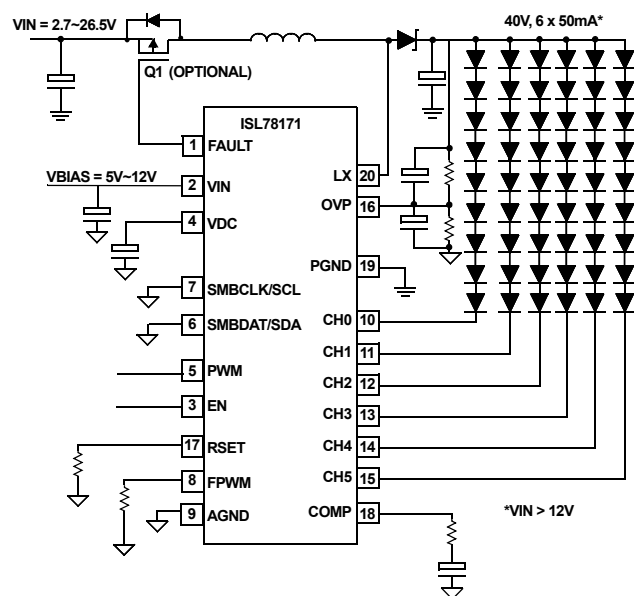 VIN = 2.7~26.5V
40V, 6 x 50mA*
Q1 (OPTIONAL)
ISL78171
1 FAULT
VBIAS = 5V~12V
2 VIN
LX 20
OVP 16
4 VDC
PGND 19
7 SMBCLK/SCL
6 SMBDAT/SDA
CH0 10
CH1 11
5 PWM
CH2 12
3 EN
CH3 13
17 RSET
CH4 14
8 FPWM
CH5 15
9 AGND
COMP 18
*VIN > 12V